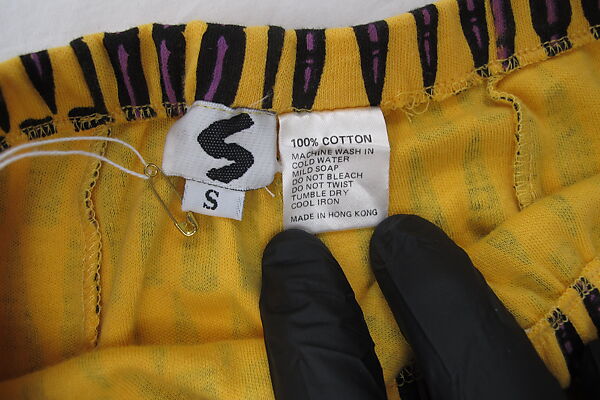 S
S
100% COTTON
MACHINE WASH IN
COLD WATER
MILD SOAP
DO NOT BLEACH
DO NOT TWIST
TUMBLE DRY
COOL IRON
MADE IN HONG KONG